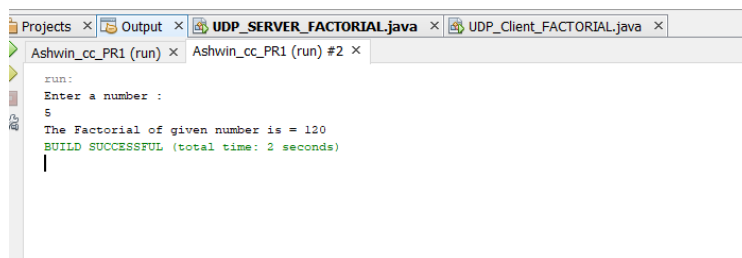 Projects × Output × UDP_SERVER_FACTORIAL.java × UDP_Client_FACTORIAL.java ×
Ashwin_cc_PR1 (run) × Ashwin_cc_PR1 (run) #2 ×
run:
Enter a number :
5
The Factorial of given number is = 120
BUILD SUCCESSFUL (total time: 2 seconds)